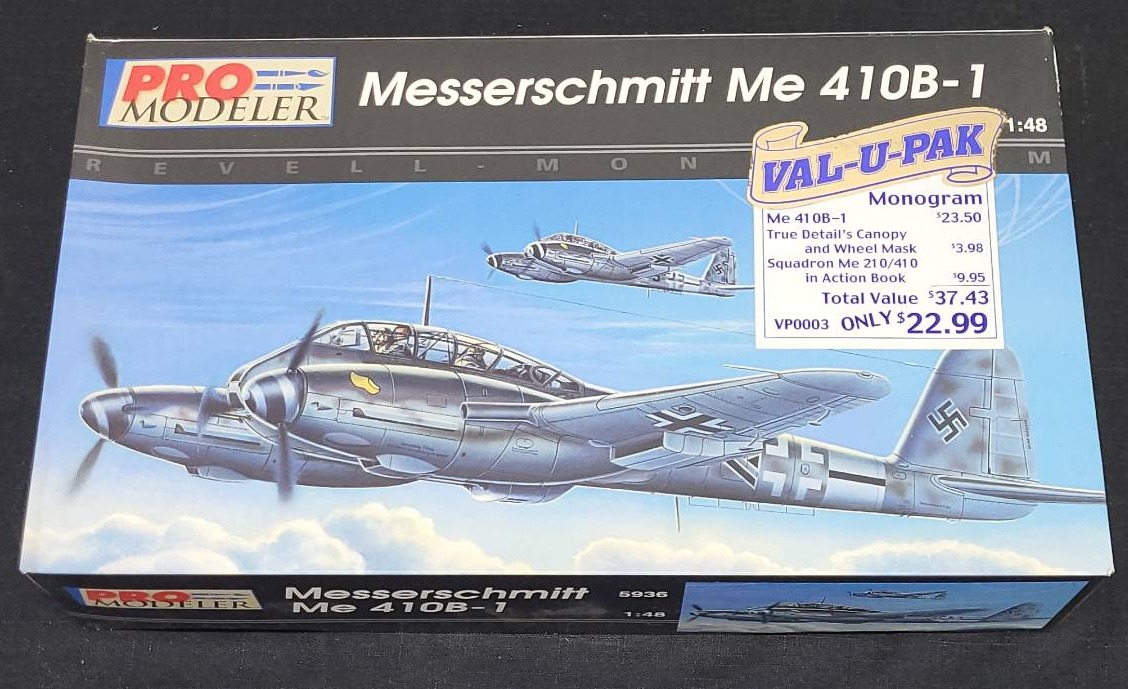 PRO
MODELER
Messerschmitt Me 410B-1
1:48
REVELL-MON M
VAL-U-PAK
Monogram
Me 410B-1 $23.50
True Detail's Canopy
and Wheel Mask $3.98
Squadron Me 210/410
in Action Book $9.95
Total Value $37.43
VP0003 ONLY $22.99
PRO
MODELER
Messerschmitt
Me 410B-1
5936
1:48